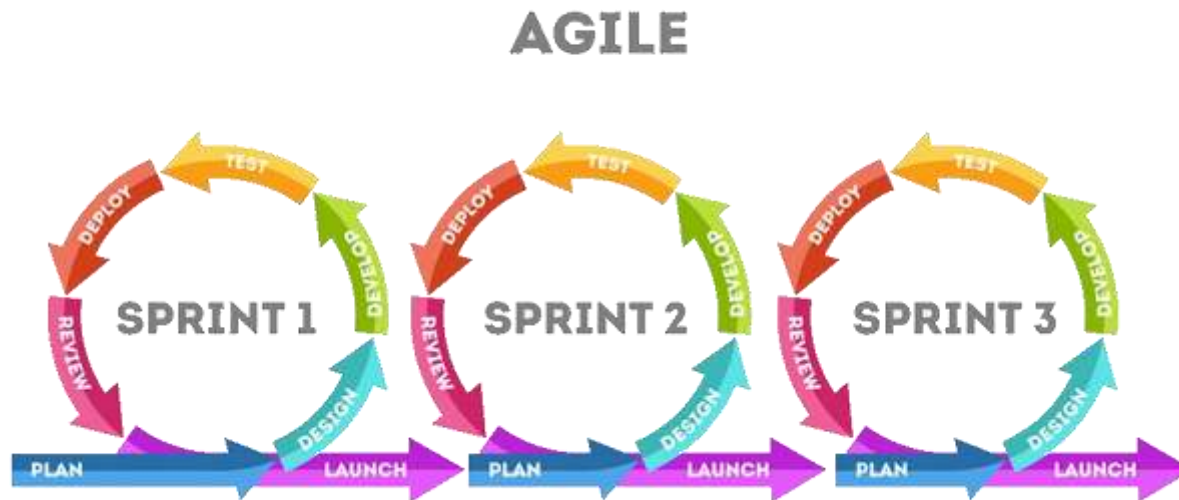 AGILE
SPRINT 1
PLAN
DESIGN
DEVELOP
TEST
DEPLOY
REVIEW
LAUNCH
SPRINT 2
PLAN
DESIGN
DEVELOP
TEST
DEPLOY
REVIEW
LAUNCH
SPRINT 3
PLAN
DESIGN
DEVELOP
TEST
DEPLOY
REVIEW
LAUNCH